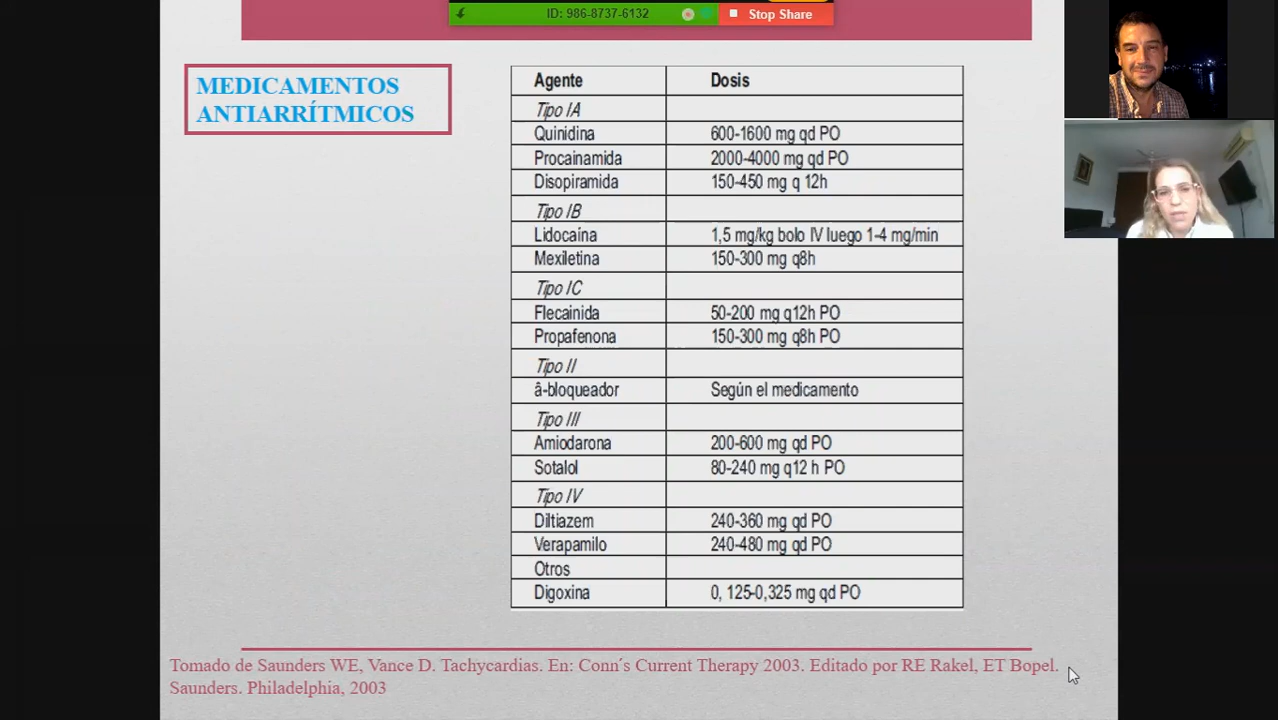 ID: 986-8737-6132
Stop Share
MEDICAMENTOS
ANTIARRÍTMICOS
Agente Dosis
Tipo IA
Quinidina 600-1600 mg qd PO
Procainamida 2000-4000 mg qd PO
Disopiramida 150-450 mg q 12h
Tipo IB
Lidocaína 1,5 mg/kg bolo IV luego 1-4 mg/min
Mexiletina 150-300 mg q8h
Tipo IC
Flecainida 50-200 mg q12h PO
Propafenona 150-300 mg q8h PO
Tipo II
â-bloqueador Según el medicamento
Tipo III
Amiodarona 200-600 mg qd PO
Sotalol 80-240 mg q12 h PO
Tipo IV
Diltiazem 240-360 mg qd PO
Verapamilo 240-480 mg qd PO
Otros
Digoxina 0, 125-0,325 mg qd PO
Tomado de Saunders WE, Vance D. Tachycardias. En: Conn´s Current Therapy 2003. Editado por RE Rakel, ET Bopel.
Saunders. Philadelphia, 2003